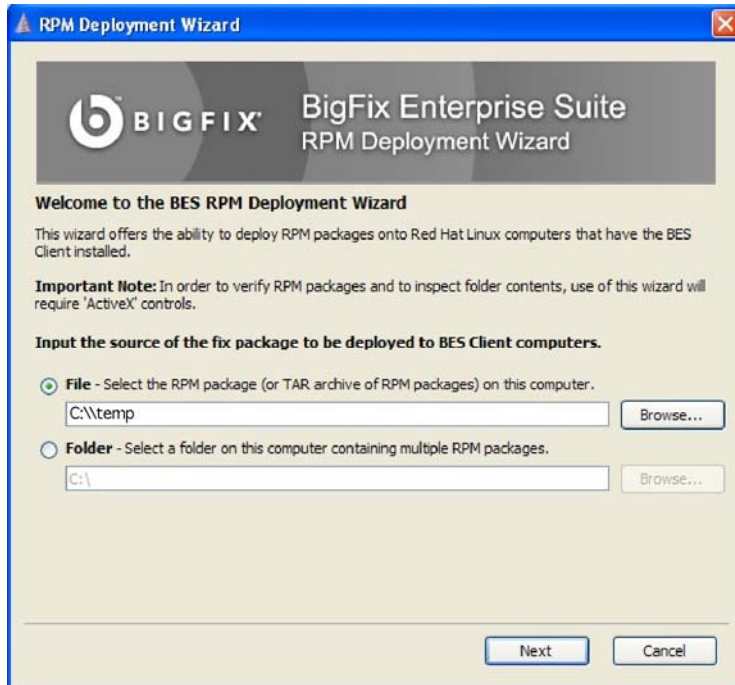 RPM Deployment Wizard
BIGFIX
BigFix Enterprise Suite
RPM Deployment Wizard
Welcome to the BES RPM Deployment Wizard
This wizard offers the ability to deploy RPM packages onto Red Hat Linux computers that have the BES
Client installed.
Important Note: In order to verify RPM packages and to inspect folder contents, use of this wizard will
require 'ActiveX' controls.
Input the source of the fix package to be deployed to BES Client computers.
File - Select the RPM package (or TAR archive of RPM packages) on this computer.
C:\\temp
Browse...
Folder - Select a folder on this computer containing multiple RPM packages.
C:\
Browse...
Next
Cancel